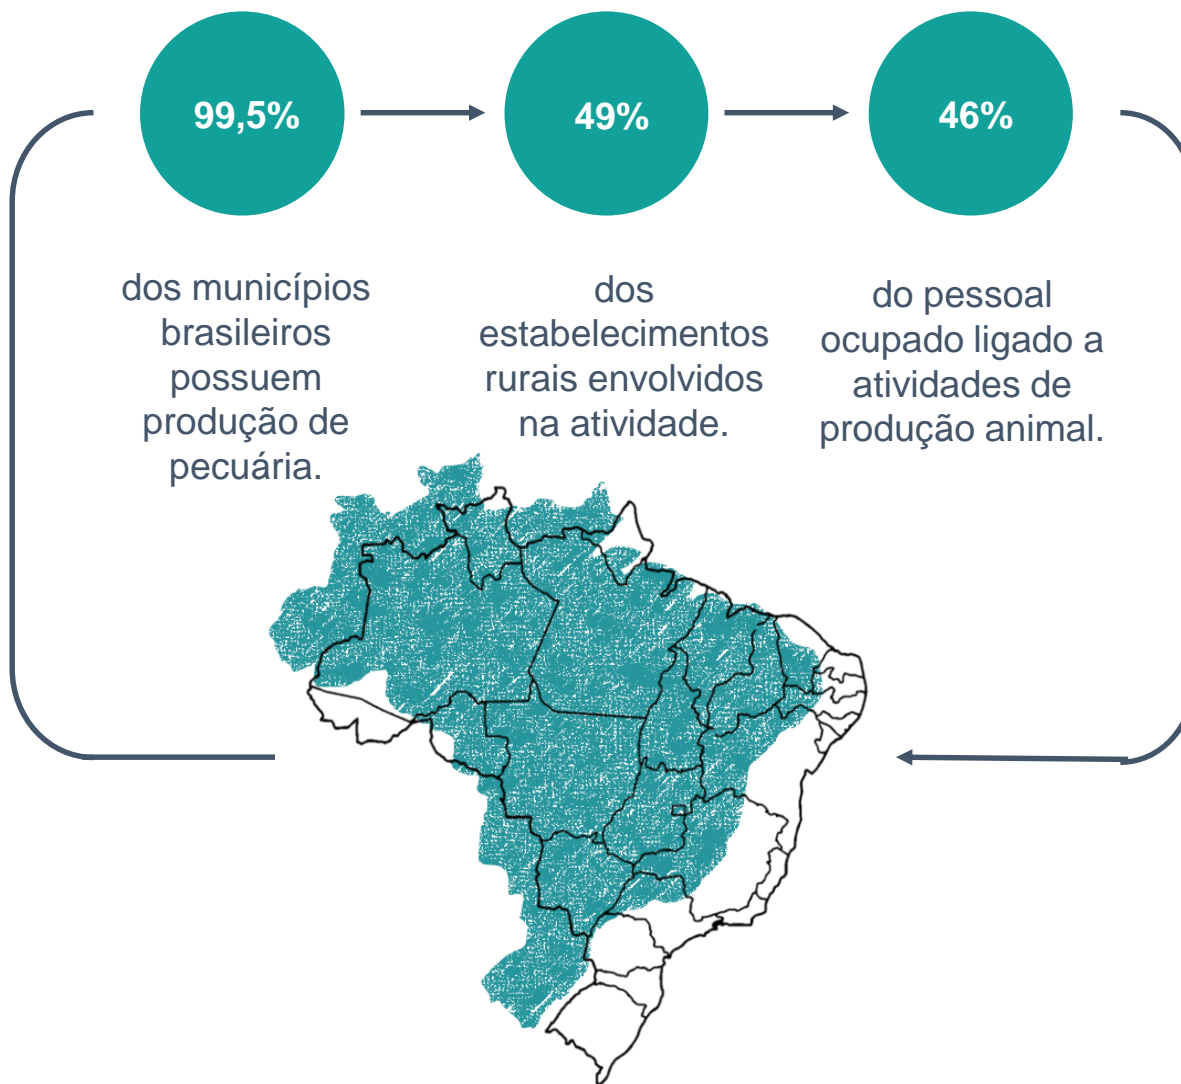 99,5%
dos municípios
brasileiros
possuem
produção de
pecuária.
49%
dos
estabelecimentos
rurais envolvidos
na atividade.
46%
do pessoal
ocupado ligado a
atividades de
produção animal.